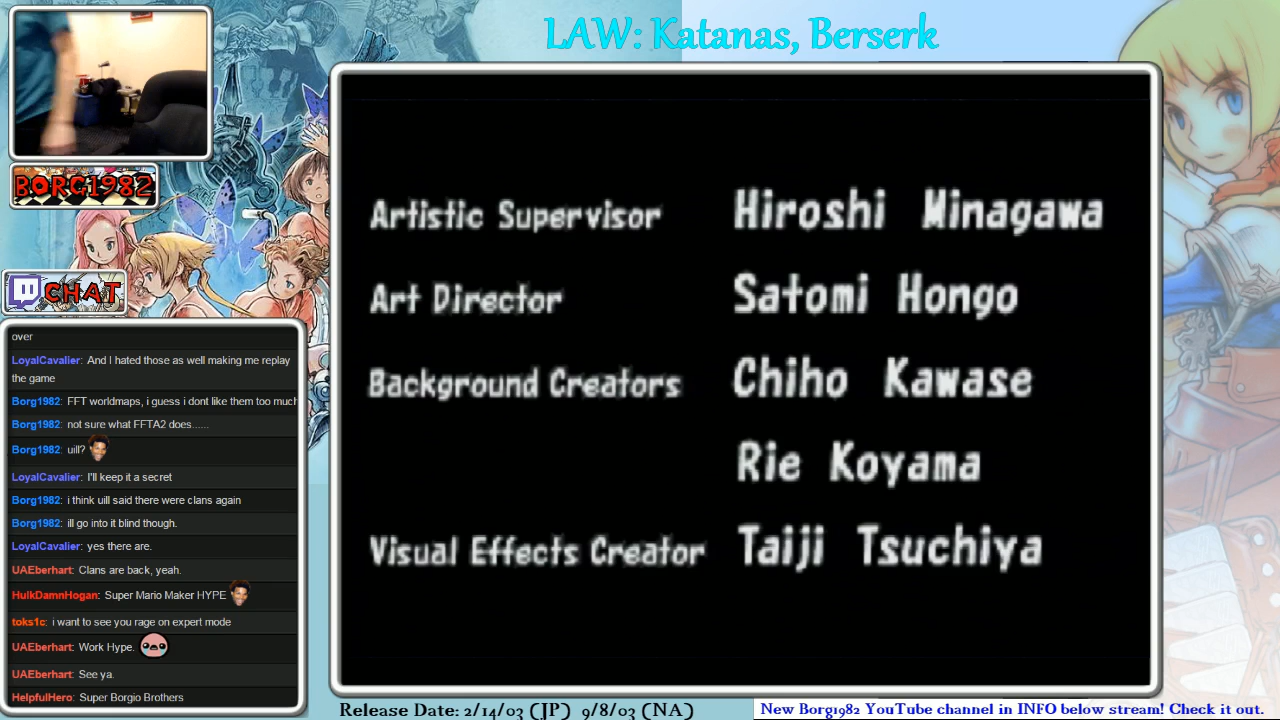 LAW: Katanas, Berserk
BORG1982
CHAT
over
LoyalCavalier: And I hated those as well making me replay
the game
Borg1982: FFT worldmaps, i guess i dont like them too much
Borg1982: not sure what FFTA2 does......
Borg1982: uill?
LoyalCavalier: I'll keep it a secret
Borg1982: i think uill said there were clans again
Borg1982: ill go into it blind though.
LoyalCavalier: yes there are.
UAEberhart: Clans are back, yeah.
HulkDamnHogan: Super Mario Maker HYPE
toks1c: i want to see you rage on expert mode
UAEberhart: Work Hype.
UAEberhart: See ya.
HelpfulHero: Super Borgio Brothers
Artistic Supervisor Hiroshi Minagawa
Art Director Satomi Hongo
Background Creators Chiho Kawase
Rie Koyama
Visual Effects Creator Taiji Tsuchiya
Release Date: 2/14/03 (JP) 9/8/03 (NA)
New Borg1982 YouTube channel in INFO below stream! Check it out.